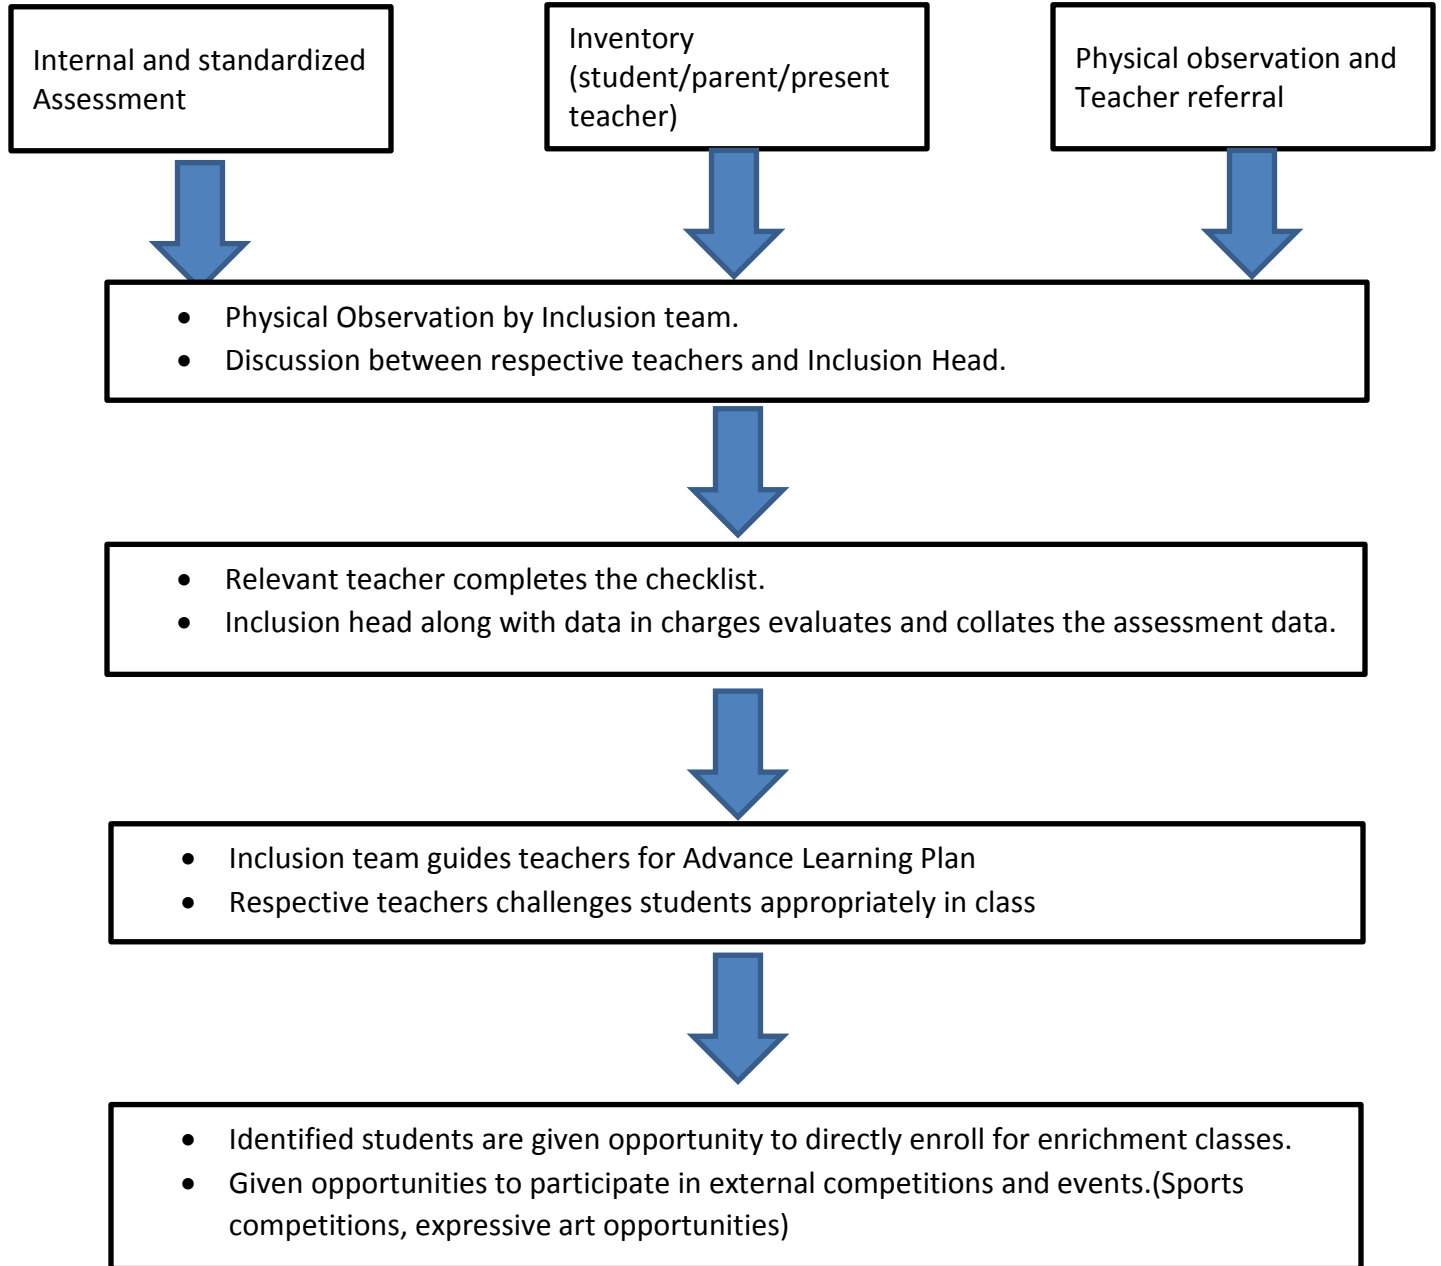 Internal and standardized
Assessment
Inventory
(student/parent/present
teacher)
Physical observation and
Teacher referral
• Physical Observation by Inclusion team.
• Discussion between respective teachers and Inclusion Head.
• Relevant teacher completes the checklist.
• Inclusion head along with data in charges evaluates and collates the assessment data.
• Inclusion team guides teachers for Advance Learning Plan
• Respective teachers challenges students appropriately in class
• Identified students are given opportunity to directly enroll for enrichment classes.
• Given opportunities to participate in external competitions and events.(Sports
competitions, expressive art opportunities)